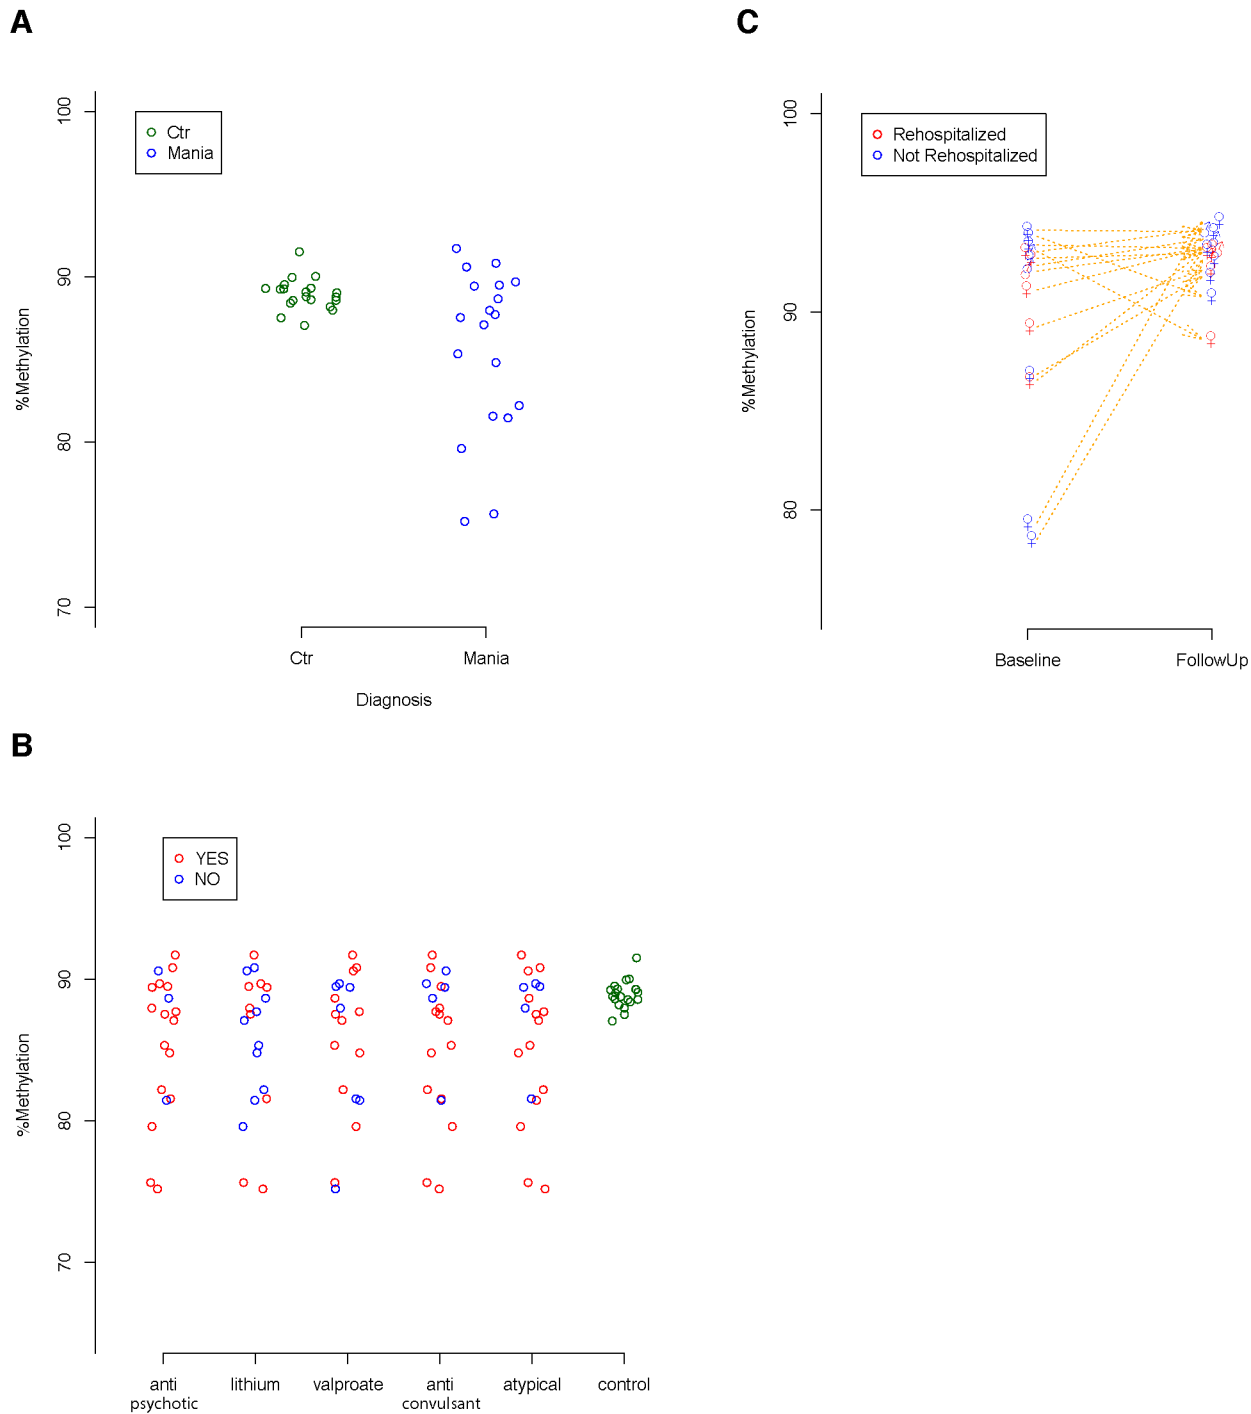 A
100
90
80
70
%Methylation
Ctr
Mania
Ctr
Mania
Diagnosis
C
100
90
80
%Methylation
Rehospitalized
Not Rehospitalized
Baseline
FollowUp
B
100
90
80
70
%Methylation
YES
NO
anti
psychotic
lithium
valproate
anti
convulsant
atypical
control